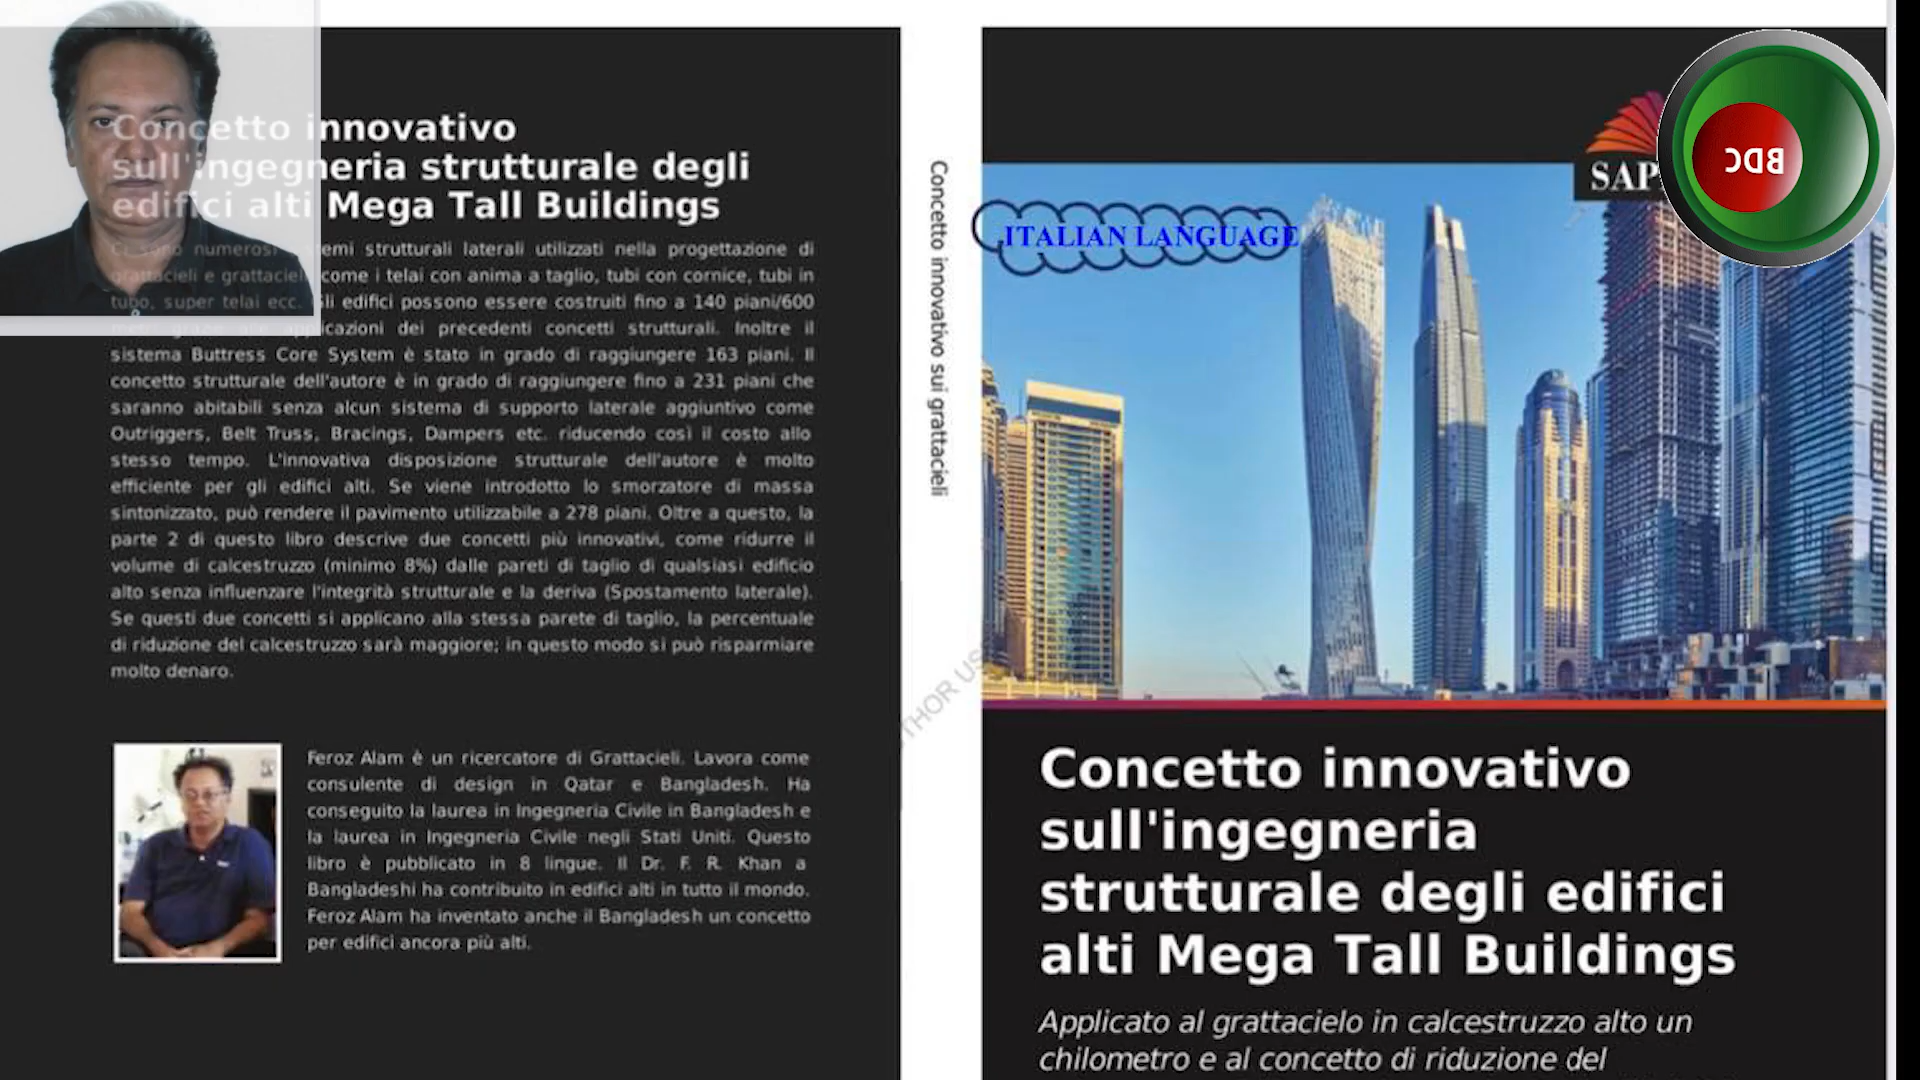 Concetto innovativo
sull'ingegneria strutturale degli
edifici alti Mega Tall Buildings
Ci sono numerosi sistemi strutturali laterali utilizzati nella progettazione di
grattacieli e grattacieli come i telai con anima a taglio, tubi con cornice, tubi in
tubo, super telai ecc. Gli edifici possono essere costruiti fino a 140 piani/600
metri grazie alle applicazioni dei precedenti concetti strutturali. Inoltre il
sistema Buttress Core System è stato in grado di raggiungere 163 piani. Il
concetto strutturale dell'autore è in grado di raggiungere fino a 231 piani che
saranno abitabili senza alcun sistema di supporto laterale aggiuntivo come
Outriggers, Belt Truss, Bracings, Dampers etc. riducendo così il costo allo
stesso tempo. L'innovativa disposizione strutturale dell'autore è molto
efficiente per gli edifici alti. Se viene introdotto lo smorzatore di massa
sintonizzato, può rendere il pavimento utilizzabile a 278 piani. Oltre a questo, la
parte 2 di questo libro descrive due concetti più innovativi, come ridurre il
volume di calcestruzzo (minimo 8%) dalle pareti di taglio di qualsiasi edificio
alto senza influenzare l'integrità strutturale e la deriva (Spostamento laterale).
Se questi due concetti si applicano alla stessa parete di taglio, la percentuale
di riduzione del calcestruzzo sarà maggiore; in questo modo si può risparmiare
molto denaro.
Feroz Alam è un ricercatore di Grattacieli. Lavora come
consulente di design in Qatar e Bangladesh. Ha
conseguito la laurea in Ingegneria Civile in Bangladesh e
la laurea in Ingegneria Civile negli Stati Uniti. Questo
libro è pubblicato in 8 lingue. Il Dr. F. R. Khan a
Bangladeshi ha contribuito in edifici alti in tutto il mondo.
Feroz Alam ha inventato anche il Bangladesh un concetto
per edifici ancora più alti.
Concetto innovativo sui grattacieli
THOR US
ITALIAN LANGUAGE
SAP
BDC
Concetto innovativo
sull'ingegneria
strutturale degli edifici
alti Mega Tall Buildings
Applicato al grattacielo in calcestruzzo alto un
chilometro e al concetto di riduzione del